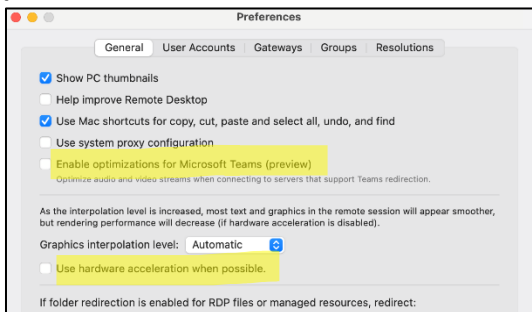 Preferences
General User Accounts Gateways Groups Resolutions
Show PC thumbnails
Help improve Remote Desktop
Use Mac shortcuts for copy, cut, paste and select all, undo, and find
Use system proxy configuration
Enable optimizations for Microsoft Teams (preview)
Optimize audio and video streams when connecting to servers that support Teams redirection.
As the interpolation level is increased, most text and graphics in the remote session will appear smoother,
but rendering performance will decrease (if hardware acceleration is disabled).
Graphics interpolation level: Automatic
Use hardware acceleration when possible.
If folder redirection is enabled for RDP files or managed resources, redirect: